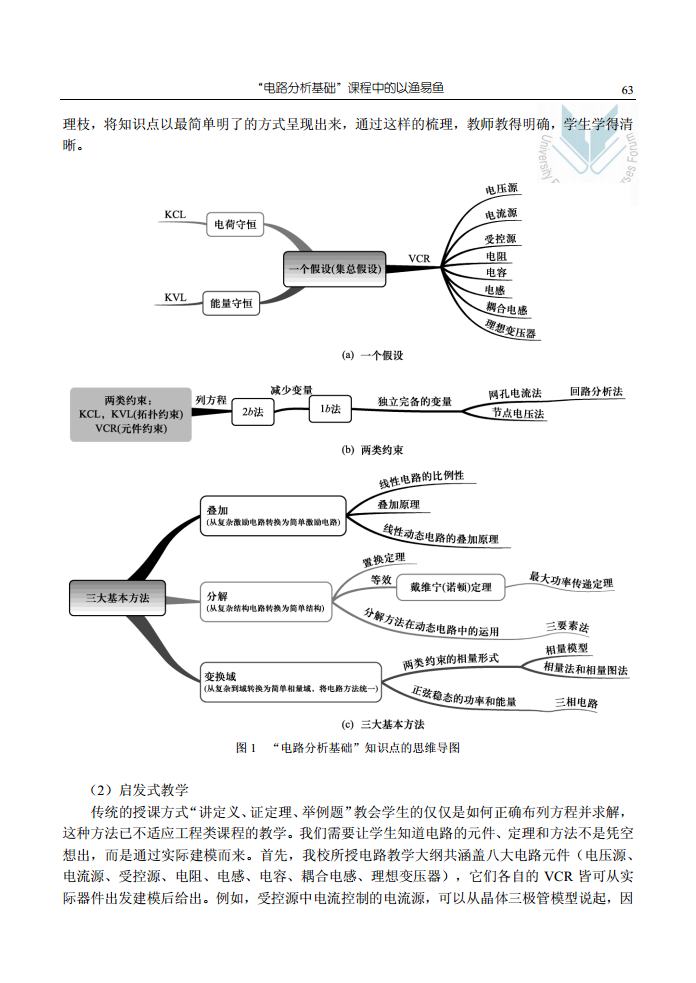 “电路分析基础”课程中的以渔易鱼
63
理枝，将知识点以最简单明了的方式呈现出来，通过这样的梳理，教师教得明确，学生学得清
晰。
电压源
KCL
电荷守恒
电流源
受控源
一个假设(集总假设)
VCR
电阻
电容
电感
KVL
能量守恒
耦合电感
理想变压器
(a) 一个假设
两类约束：
KCL，KVL(拓扑约束)
VCR(元件约束)
列方程
2b法
减少变量
1b法
独立完备的变量
网孔电流法
回路分析法
节点电压法
(b) 两类约束
线性电路的比例性
叠加
(从复杂激励电路转换为简单激励电路)
叠加原理
线性动态电路的叠加原理
置换定理
三大基本方法
分解
(从复杂结构电路转换为简单结构)
等效
戴维宁(诺顿)定理
最大功率传递定理
分解方法在动态电路中的运用
三要素法
变换域
(从复杂到域转换为简单相量域，将电路方法统一)
两类约束的相量形式
相量模型
相量法和相量图法
正弦稳态的功率和能量
三相电路
(c) 三大基本方法
图 1 “电路分析基础”知识点的思维导图
（2）启发式教学
传统的授课方式“讲定义、证定理、举例题”教会学生的仅仅是如何正确布列方程并求解，
这种方法已不适应工程类课程的教学。我们需要让学生知道电路的元件、定理和方法不是凭空
想出，而是通过实际建模而来。首先，我校所授电路教学大纲共涵盖八大电路元件（电压源、
电流源、受控源、电阻、电感、电容、耦合电感、理想变压器），它们各自的 VCR 皆可从实
际器件出发建模后给出。例如，受控源中电流控制的电流源，可以从晶体三极管模型说起，因